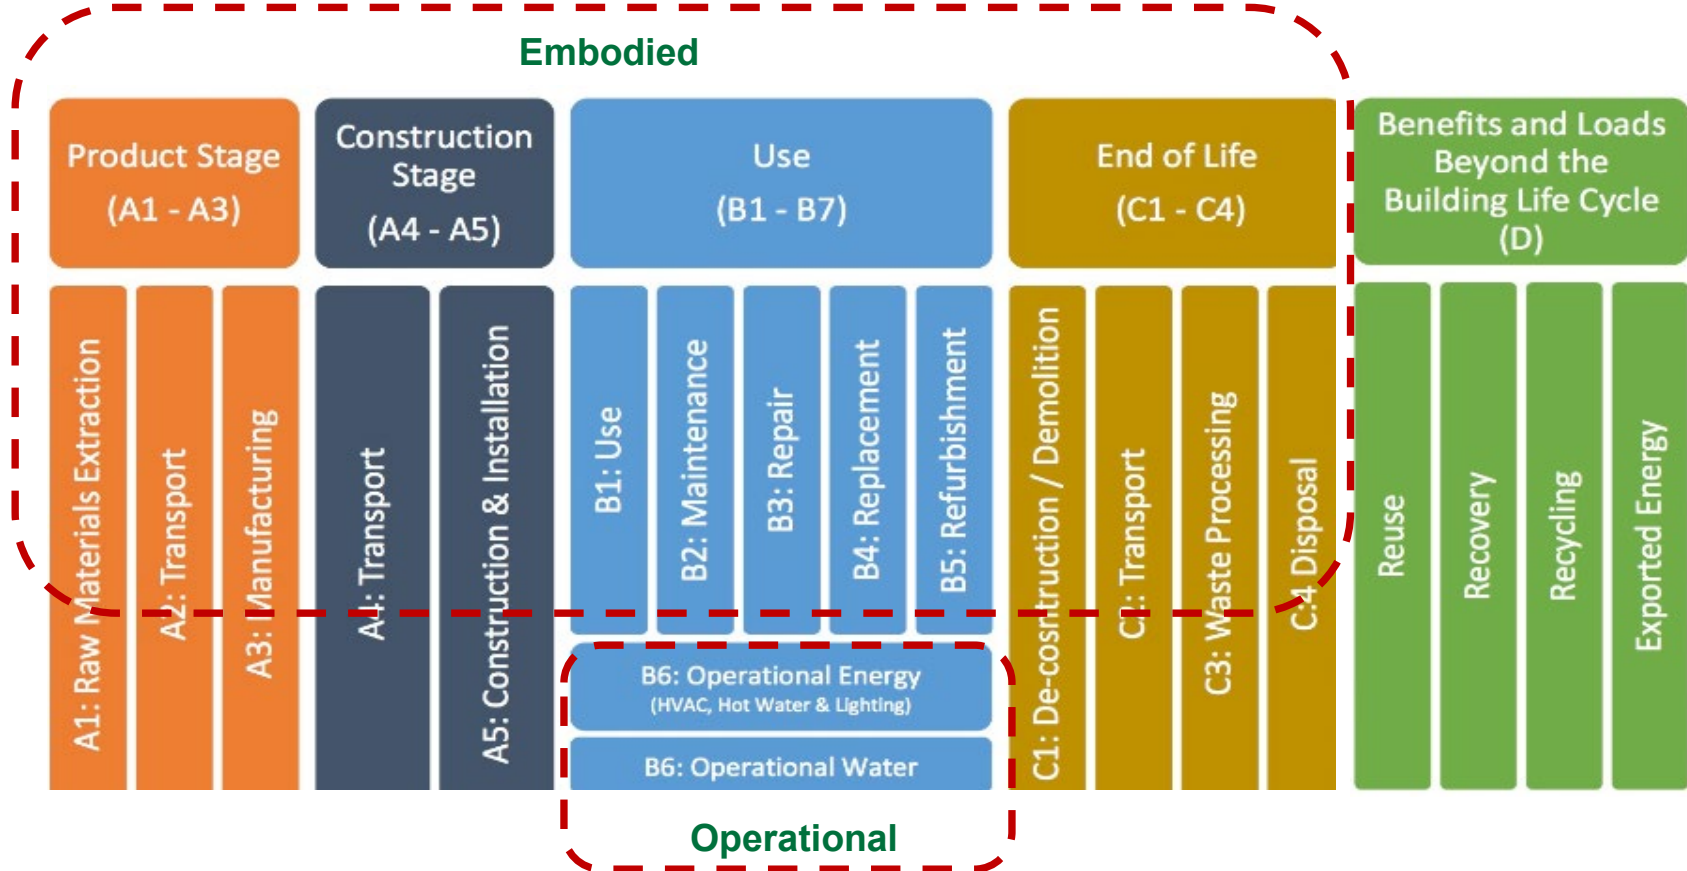 Embodied
Product Stage
(A1 - A3)
Construction
Stage
(A4 - A5)
Use
(B1 - B7)
End of Life
(C1 - C4)
Benefits and Loads
Beyond the
Building Life Cycle
(D)
A1: Raw Materials Extraction
A2: Transport
A3: Manufacturing
A4: Transport
A5: Construction & Installation
B1: Use
B2: Maintenance
B3: Repair
B4: Replacement
B5: Refurbishment
B6: Operational Energy
(HVAC, Hot Water & Lighting)
B6: Operational Water
C1: De-cosntruction / Demolition
C2: Transport
C3: Waste Processing
C:4 Disposal
Reuse
Recovery
Recycling
Exported Energy
Operational